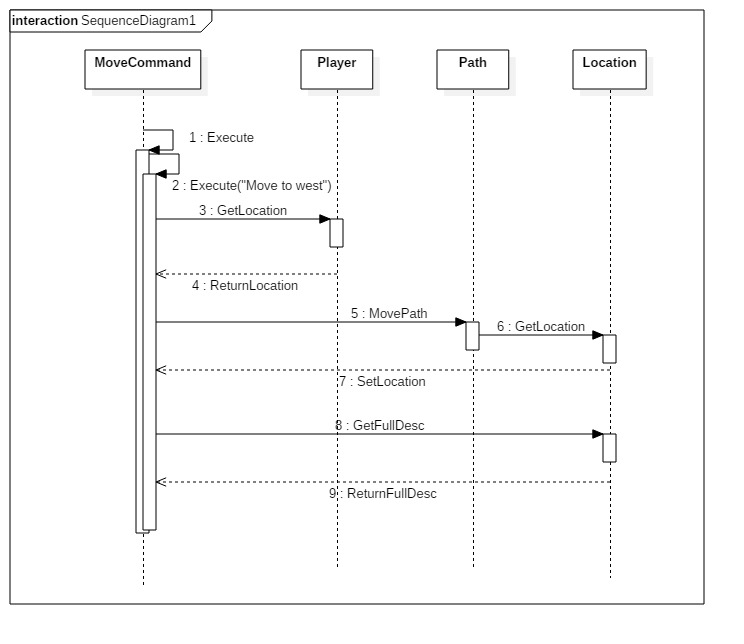 interaction SequenceDiagram1
MoveCommand
Player
Path
Location
1 : Execute
2 : Execute("Move to west")
3 : GetLocation
4 : ReturnLocation
5 : MovePath
6 : GetLocation
7 : SetLocation
8 : GetFullDesc
9 : ReturnFullDesc